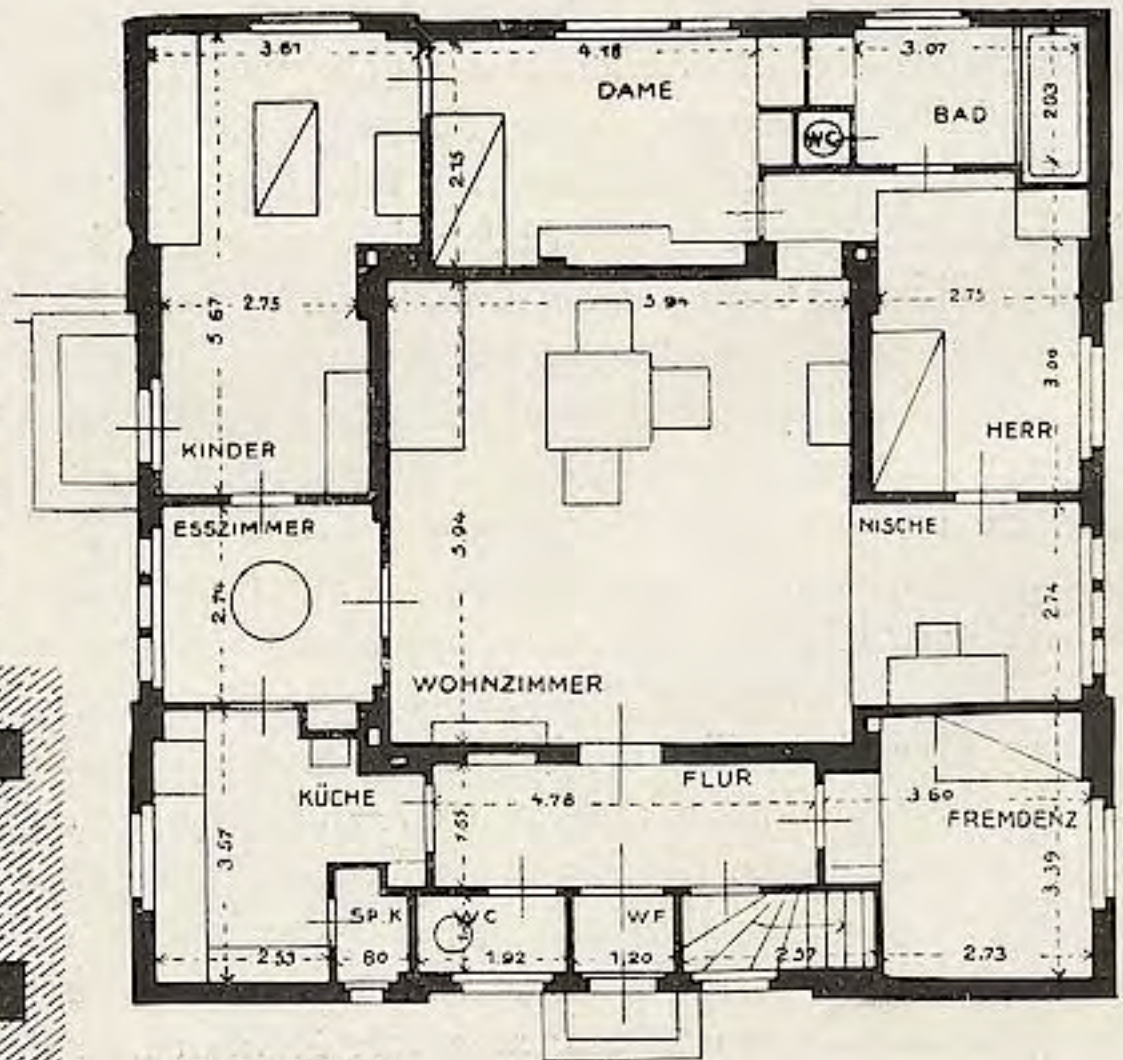 3.61
4.18
3.07
DAME
BAD
2.03
WC
2.15
2.75
5.94
2.75
5.67
3.00
KINDER
HERR
ESSZIMMER
NISCHE
5.94
2.74
2.74
WOHNZIMMER
FLUR
KÜCHE
4.78
3.60
FREMDENZ
1.65
3.57
3.39
SP.K
WC
WF
2.53
80
1.92
1.20
2.57
2.73